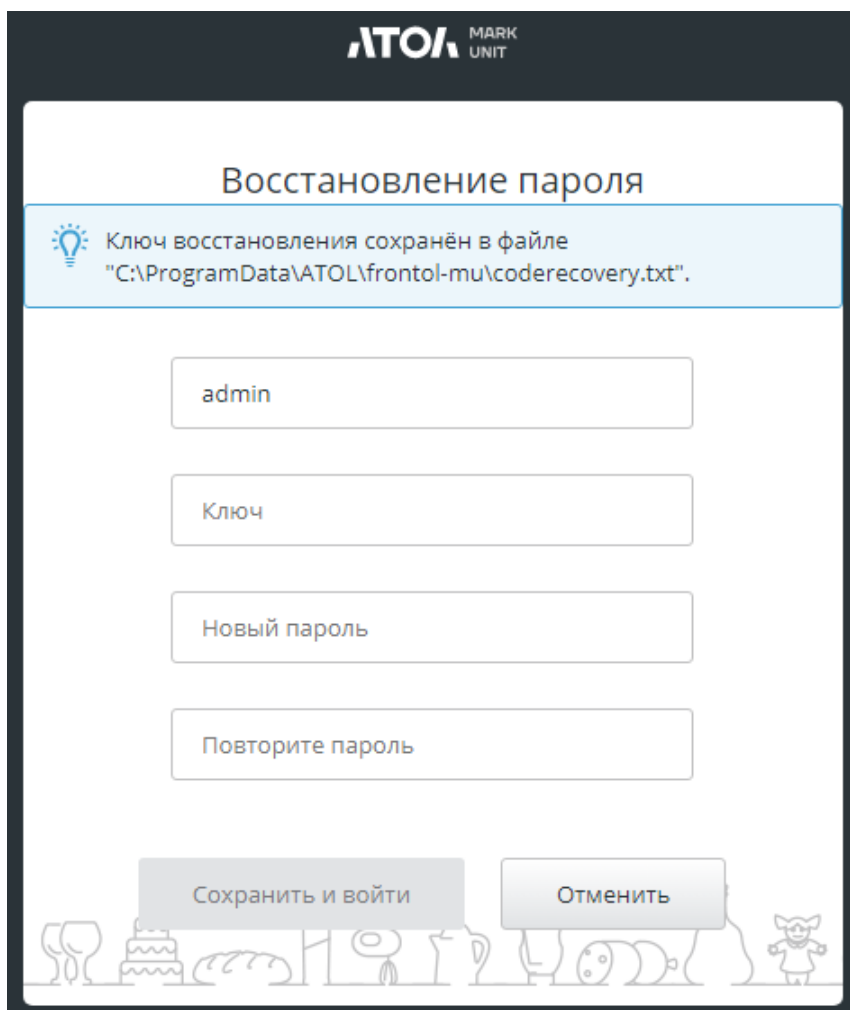 ATOL MARK
UNIT
Восстановление пароля
Ключ восстановления сохранён в файле
"C:\ProgramData\ATOL\frontol-mu\coderecovery.txt".
admin
Ключ
Новый пароль
Повторите пароль
Сохранить и войти
Отменить